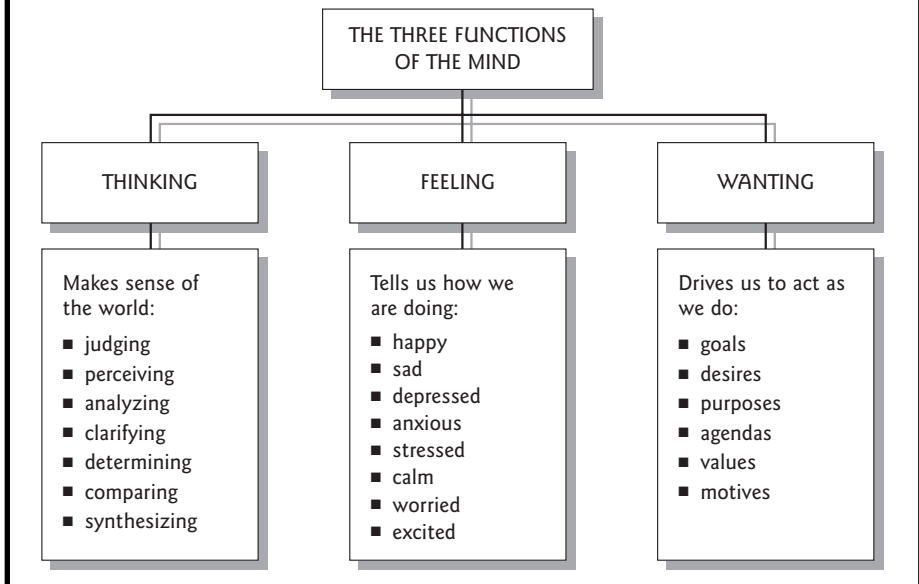 THE THREE FUNCTIONS
OF THE MIND
THINKING
FEELING
WANTING
Makes sense of
the world:
■ judging
■ perceiving
■ analyzing
■ clarifying
■ determining
■ comparing
■ synthesizing
Tells us how we
are doing:
■ happy
■ sad
■ depressed
■ anxious
■ stressed
■ calm
■ worried
■ excited
Drives us to act as
we do:
■ goals
■ desires
■ purposes
■ agendas
■ values
■ motives